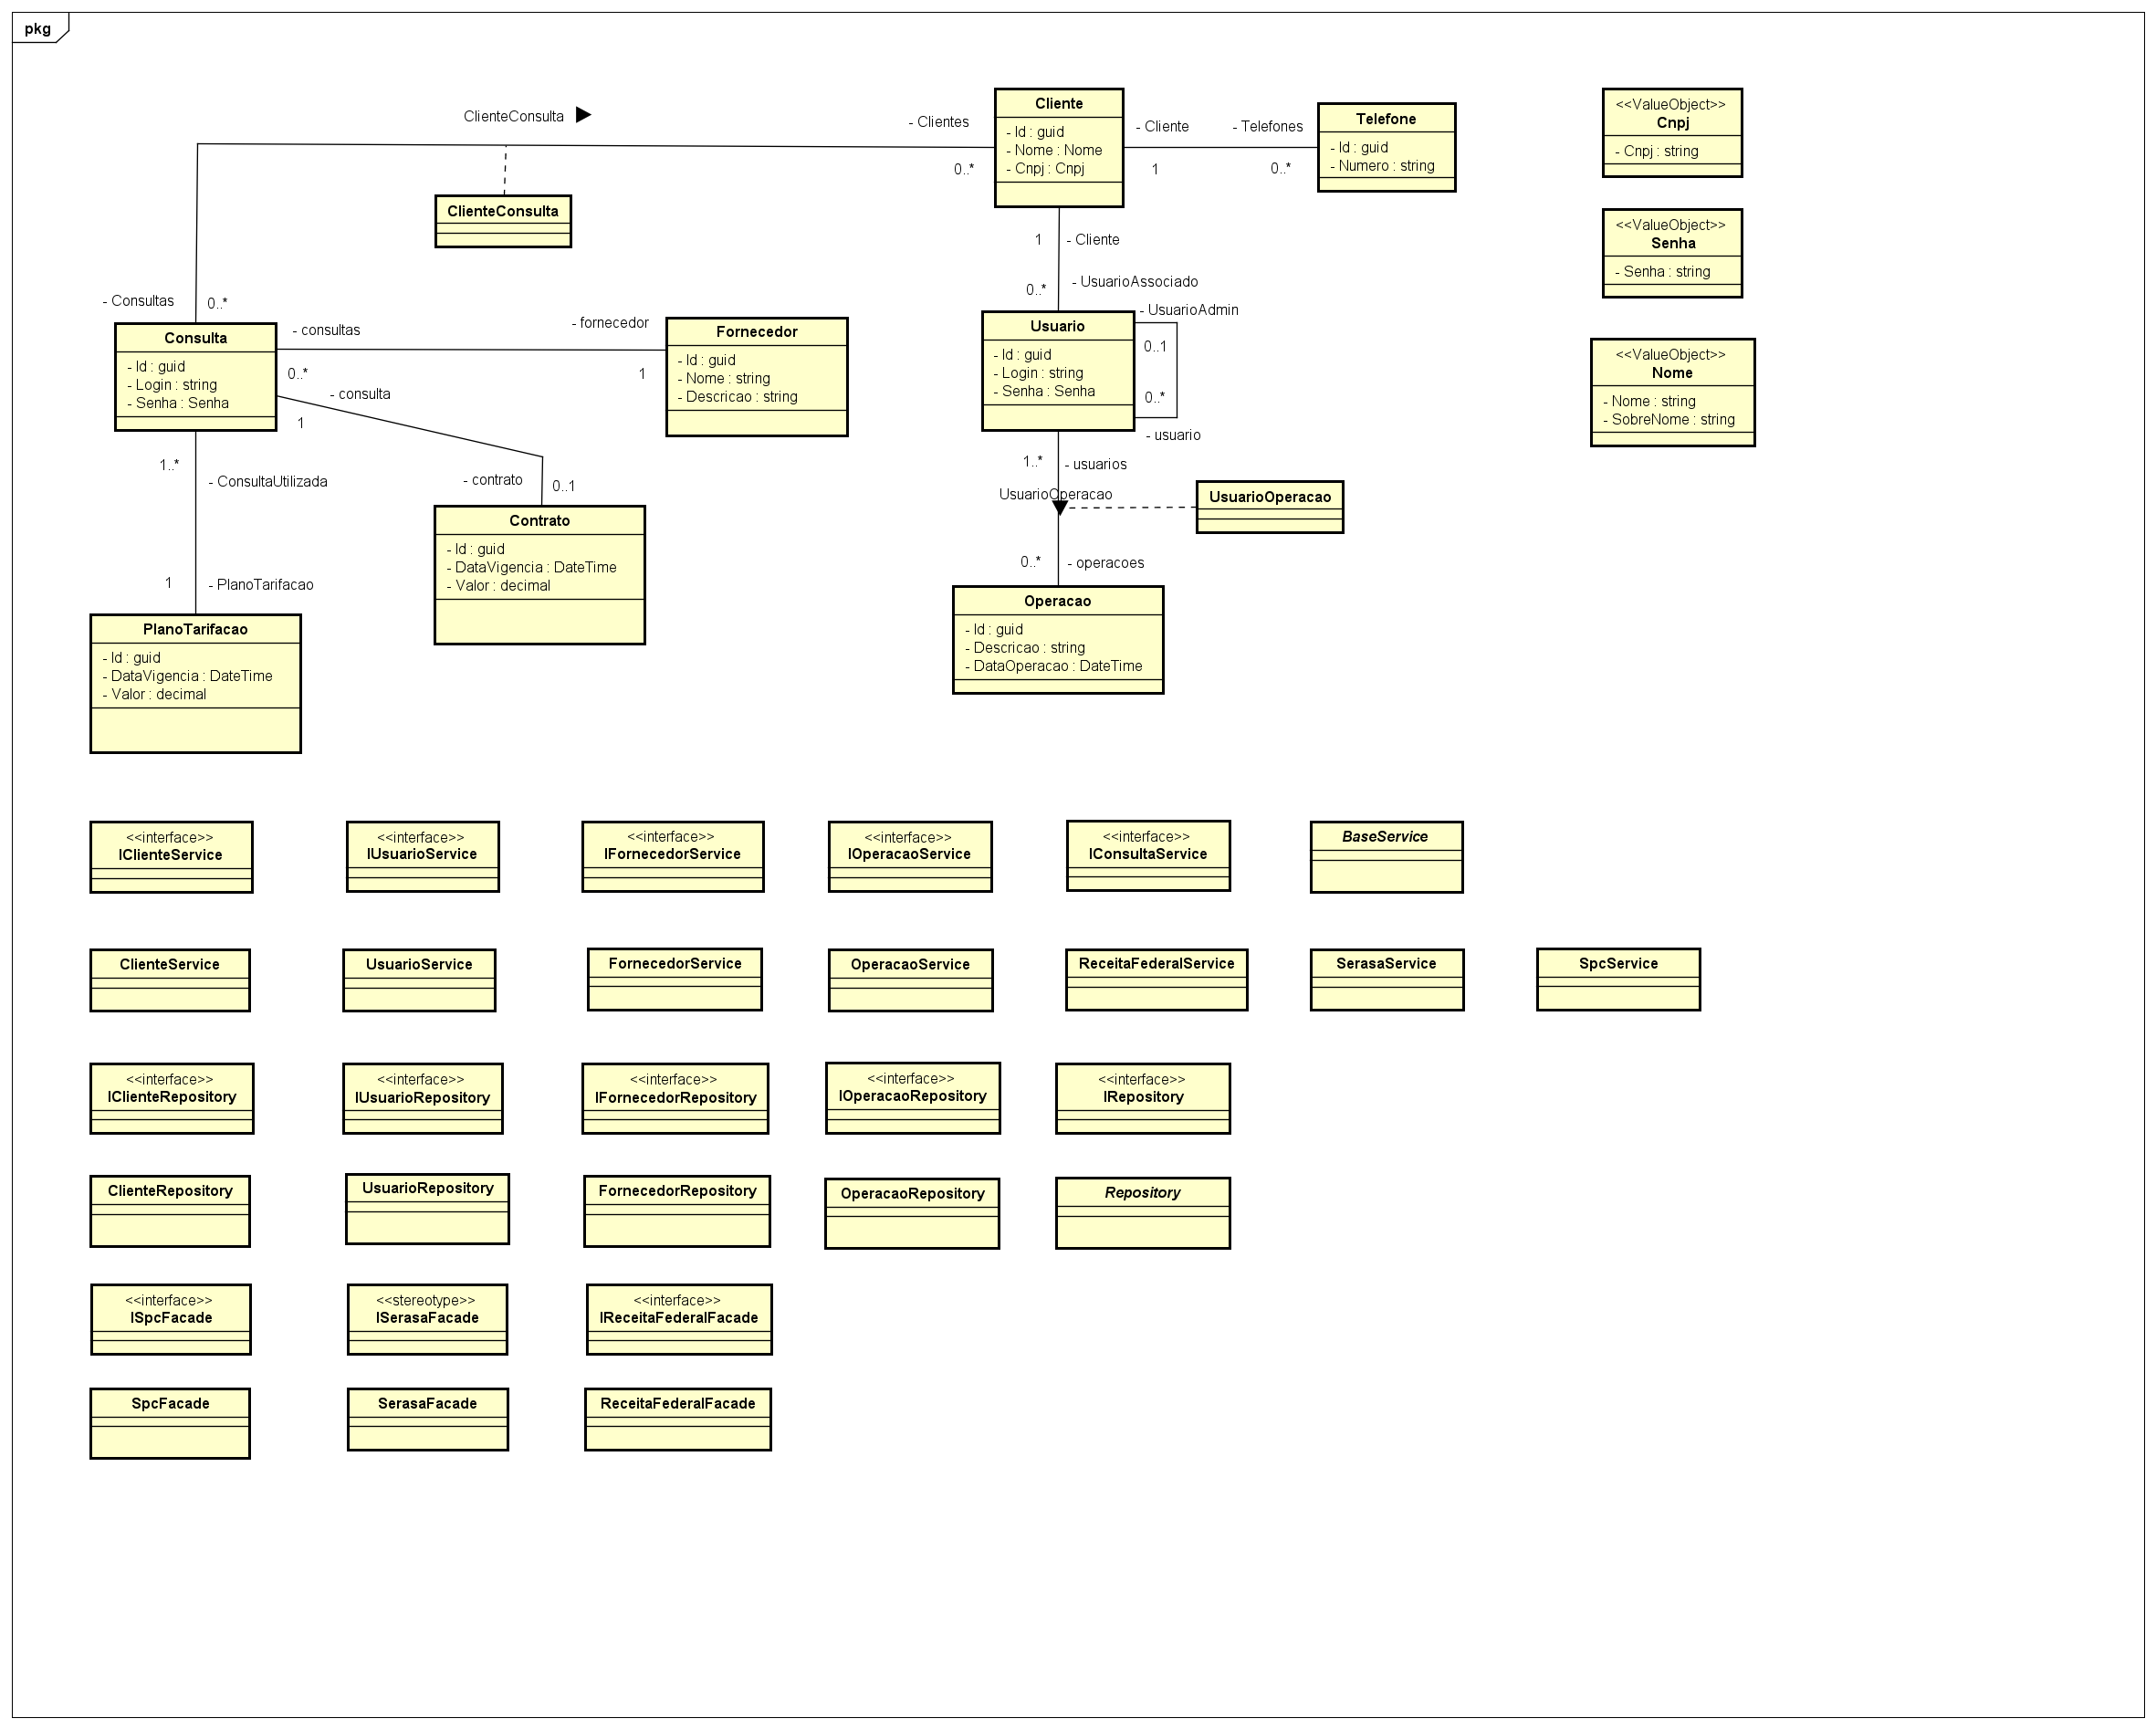 pkg
ClienteConsulta
- Clientes
0..*
Cliente
- Id : guid
- Nome : Nome
- Cnpj : Cnpj
- Cliente
1
- Telefones
0..*
Telefone
- Id : guid
- Numero : string
<<ValueObject>>
Cnpj
- Cnpj : string
ClienteConsulta
<<ValueObject>>
Senha
- Senha : string
1
- Cliente
0..*
- UsuarioAssociado
- Consultas
0..*
Consulta
- Id : guid
- Login : string
- Senha : Senha
- consultas
0..*
- fornecedor
1
Fornecedor
- Id : guid
- Nome : string
- Descricao : string
Usuario
- Id : guid
- Login : string
- Senha : Senha
- UsuarioAdmin
0..1
0..*
- usuario
<<ValueObject>>
Nome
- Nome : string
- SobreNome : string
- consulta
1
- contrato
0..1
Contrato
- Id : guid
- DataVigencia : DateTime
- Valor : decimal
1..*
- ConsultaUtilizada
1
- PlanoTarifacao
PlanoTarifacao
- Id : guid
- DataVigencia : DateTime
- Valor : decimal
1..*
- usuarios
UsuarioOperacao
UsuarioOperacao
0..*
- operacoes
Operacao
- Id : guid
- Descricao : string
- DataOperacao : DateTime
<<interface>>
IClienteService
<<interface>>
IUsuarioService
<<interface>>
IFornecedorService
<<interface>>
IOperacaoService
<<interface>>
IConsultaService
BaseService
ClienteService
UsuarioService
FornecedorService
OperacaoService
ReceitaFederalService
SerasaService
SpcService
<<interface>>
IClienteRepository
<<interface>>
IUsuarioRepository
<<interface>>
IFornecedorRepository
<<interface>>
IOperacaoRepository
<<interface>>
IRepository
ClienteRepository
UsuarioRepository
FornecedorRepository
OperacaoRepository
Repository
<<interface>>
ISpcFacade
<<stereotype>>
ISerasaFacade
<<interface>>
IReceitaFederalFacade
SpcFacade
SerasaFacade
ReceitaFederalFacade